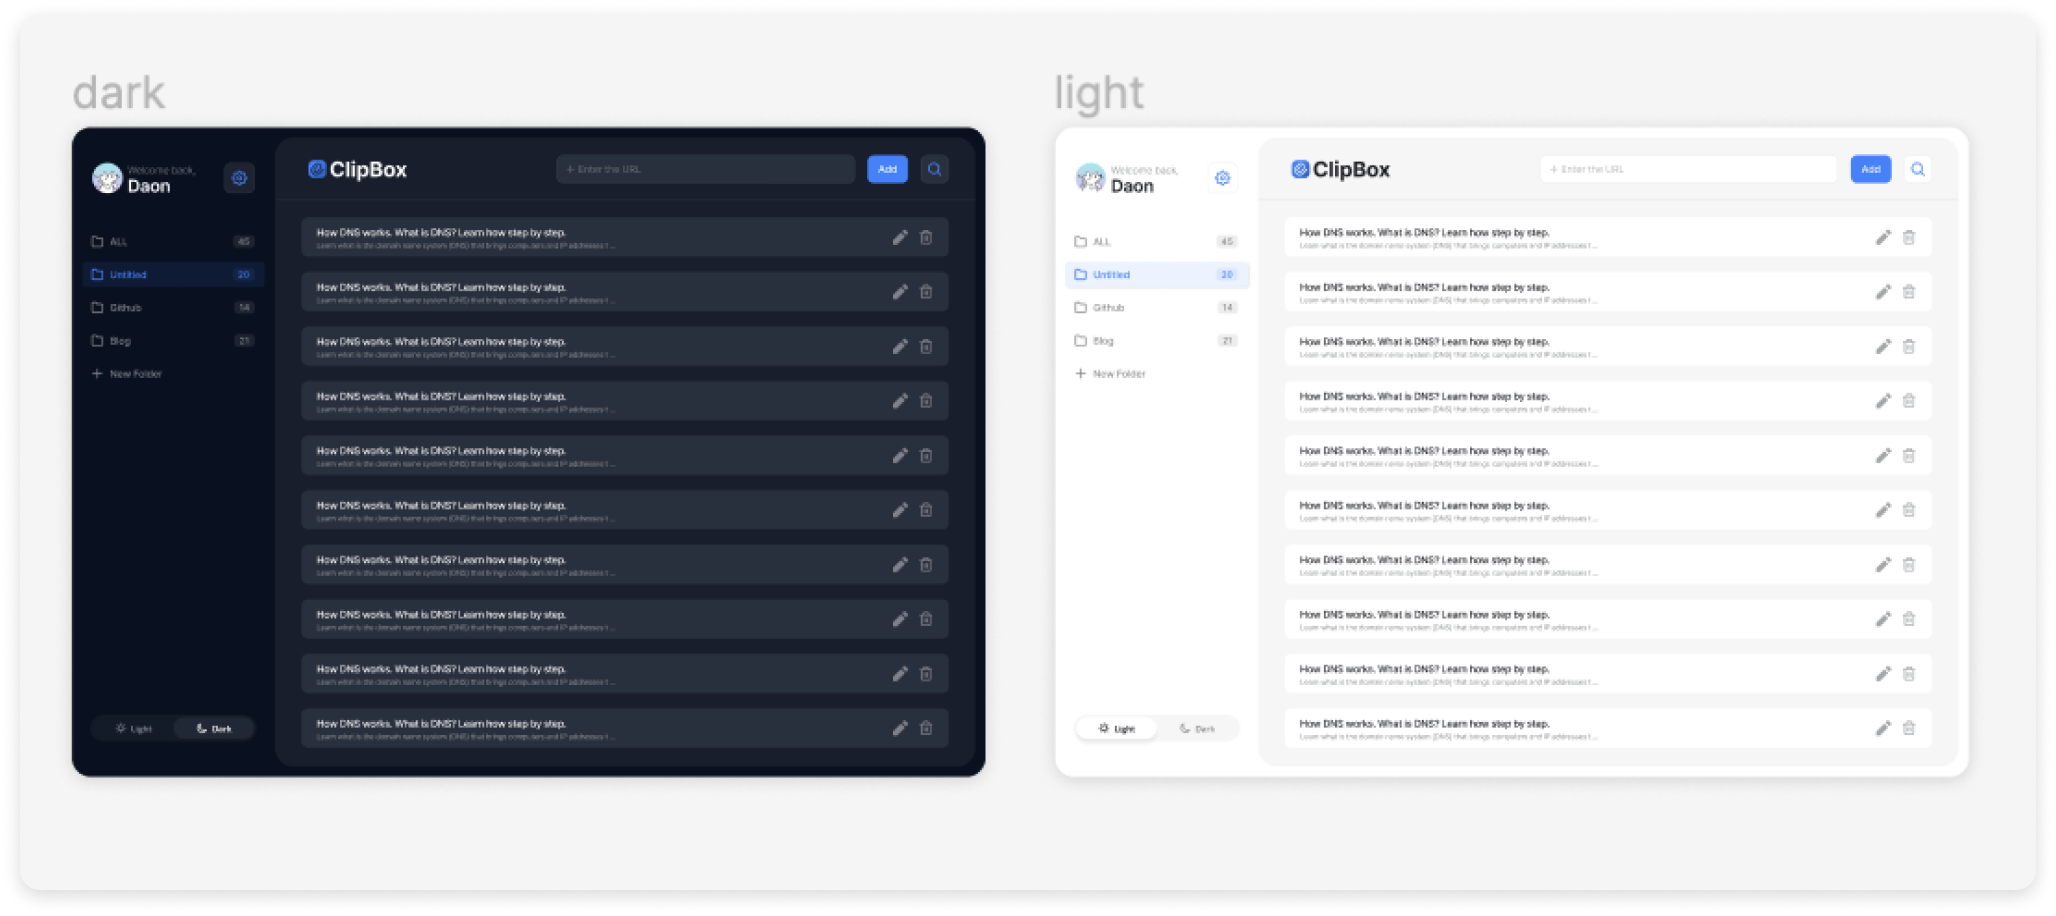 dark
Welcome back,
Daon
ClipBox
+ Enter the URL
Add
ALL 45
Untitled 20
Github 14
Blog 21
+ New Folder
How DNS works. What is DNS? Learn how step by step.
Learn what is the domain name system (DNS) that brings computers and IP addresses t ...
How DNS works. What is DNS? Learn how step by step.
Learn what is the domain name system (DNS) that brings computers and IP addresses t ...
How DNS works. What is DNS? Learn how step by step.
Learn what is the domain name system (DNS) that brings computers and IP addresses t ...
How DNS works. What is DNS? Learn how step by step.
Learn what is the domain name system (DNS) that brings computers and IP addresses t ...
How DNS works. What is DNS? Learn how step by step.
Learn what is the domain name system (DNS) that brings computers and IP addresses t ...
How DNS works. What is DNS? Learn how step by step.
Learn what is the domain name system (DNS) that brings computers and IP addresses t ...
How DNS works. What is DNS? Learn how step by step.
Learn what is the domain name system (DNS) that brings computers and IP addresses t ...
How DNS works. What is DNS? Learn how step by step.
Learn what is the domain name system (DNS) that brings computers and IP addresses t ...
How DNS works. What is DNS? Learn how step by step.
Learn what is the domain name system (DNS) that brings computers and IP addresses t ...
How DNS works. What is DNS? Learn how step by step.
Learn what is the domain name system (DNS) that brings computers and IP addresses t ...
Light Dark
light
Welcome back,
Daon
ClipBox
+ Enter the URL
Add
ALL 45
Untitled 20
Github 14
Blog 21
+ New Folder
How DNS works. What is DNS? Learn how step by step.
Learn what is the domain name system (DNS) that brings computers and IP addresses t ...
How DNS works. What is DNS? Learn how step by step.
Learn what is the domain name system (DNS) that brings computers and IP addresses t ...
How DNS works. What is DNS? Learn how step by step.
Learn what is the domain name system (DNS) that brings computers and IP addresses t ...
How DNS works. What is DNS? Learn how step by step.
Learn what is the domain name system (DNS) that brings computers and IP addresses t ...
How DNS works. What is DNS? Learn how step by step.
Learn what is the domain name system (DNS) that brings computers and IP addresses t ...
How DNS works. What is DNS? Learn how step by step.
Learn what is the domain name system (DNS) that brings computers and IP addresses t ...
How DNS works. What is DNS? Learn how step by step.
Learn what is the domain name system (DNS) that brings computers and IP addresses t ...
How DNS works. What is DNS? Learn how step by step.
Learn what is the domain name system (DNS) that brings computers and IP addresses t ...
How DNS works. What is DNS? Learn how step by step.
Learn what is the domain name system (DNS) that brings computers and IP addresses t ...
How DNS works. What is DNS? Learn how step by step.
Learn what is the domain name system (DNS) that brings computers and IP addresses t ...
Light Dark